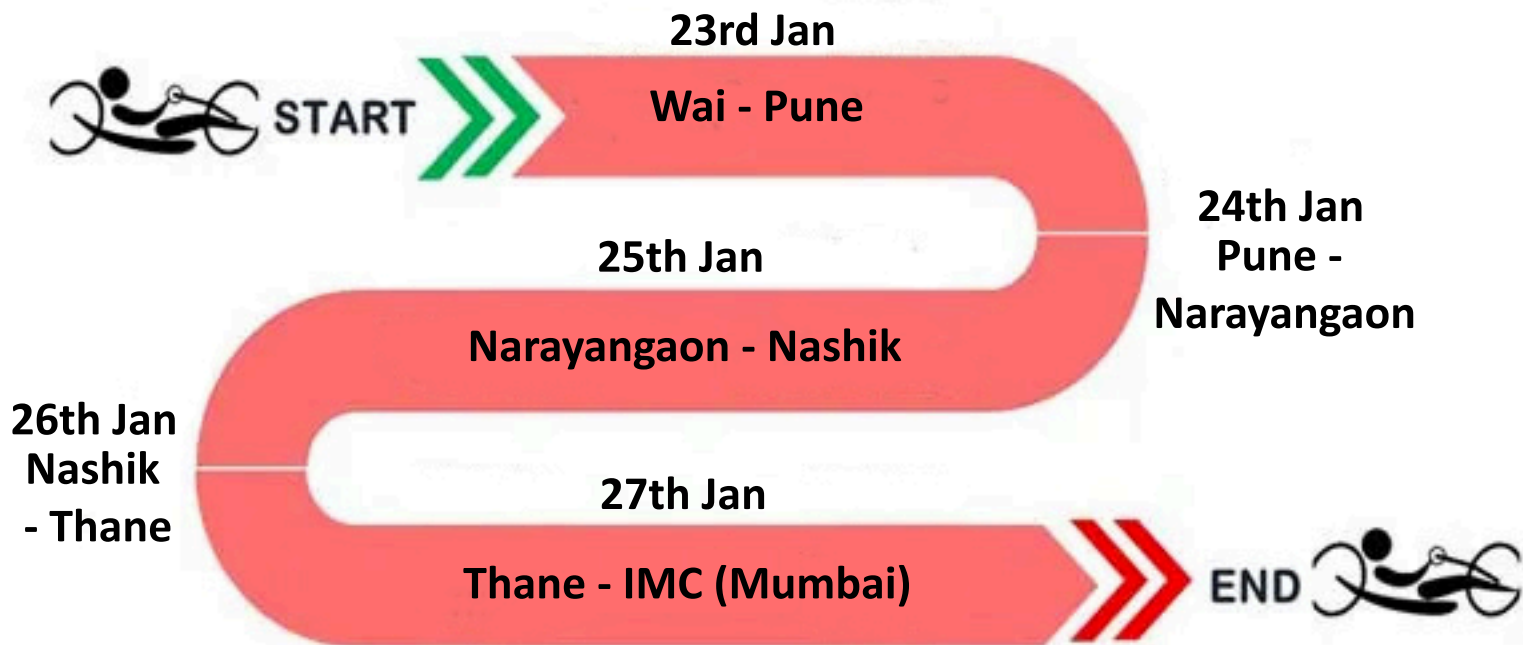 23rd Jan
START
Wai - Pune
24th Jan
Pune -
Narayangaon
25th Jan
Narayangaon - Nashik
26th Jan
Nashik
- Thane
27th Jan
Thane - IMC (Mumbai)
END